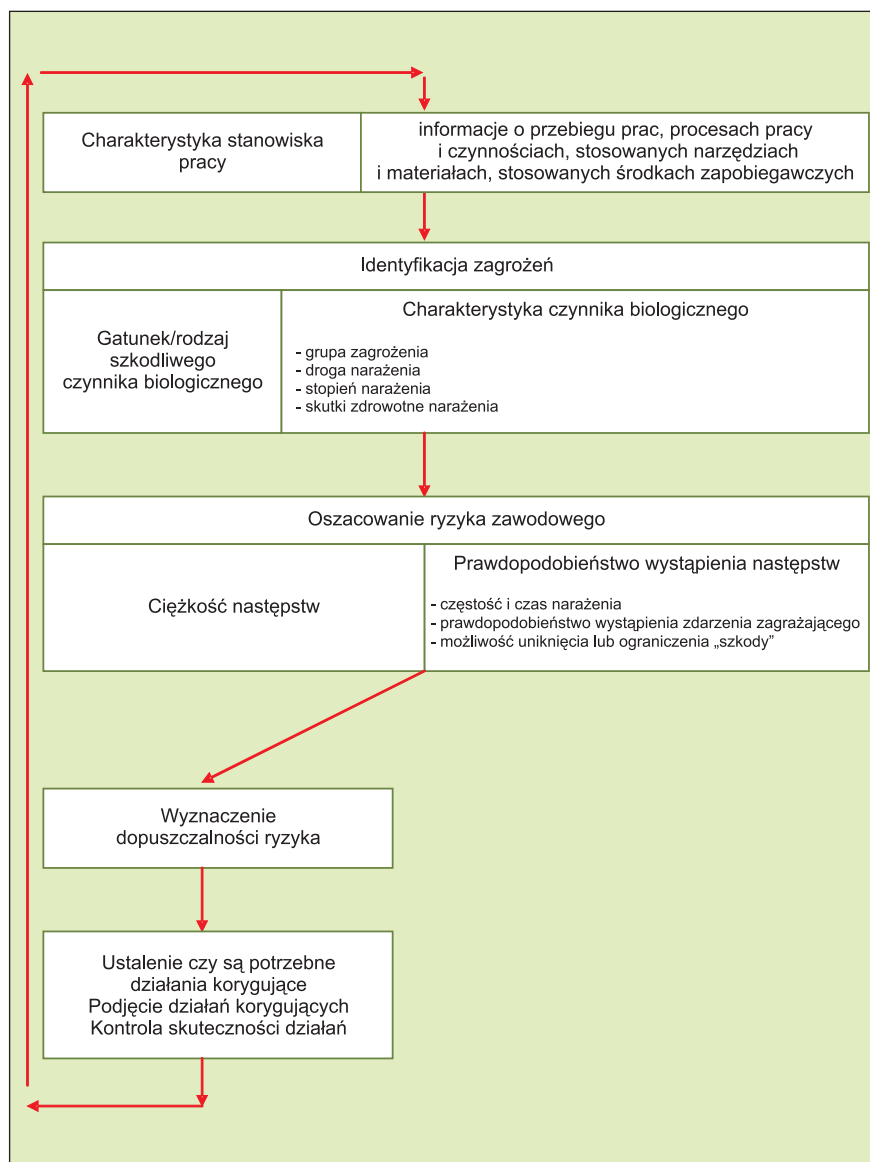 Charakterystyka stanowiska
pracy
informacje o przebiegu prac, procesach pracy
i czynnościach, stosowanych narzędziach
i materiałach, stosowanych środkach zapobiegawczych
Identyfikacja zagrożeń
Gatunek/rodzaj
szkodliwego
czynnika biologicznego
Charakterystyka czynnika biologicznego
- grupa zagrożenia
- droga narażenia
- stopień narażenia
- skutki zdrowotne narażenia
Oszacowanie ryzyka zawodowego
Ciężkość następstw
Prawdopodobieństwo wystąpienia następstw
- częstość i czas narażenia
- prawdopodobieństwo wystąpienia zdarzenia zagrażającego
- możliwość uniknięcia lub ograniczenia „szkody”
Wyznaczenie
dopuszczalności ryzyka
Ustalenie czy są potrzebne
działania korygujące
Podjęcie działań korygujących
Kontrola skuteczności działań